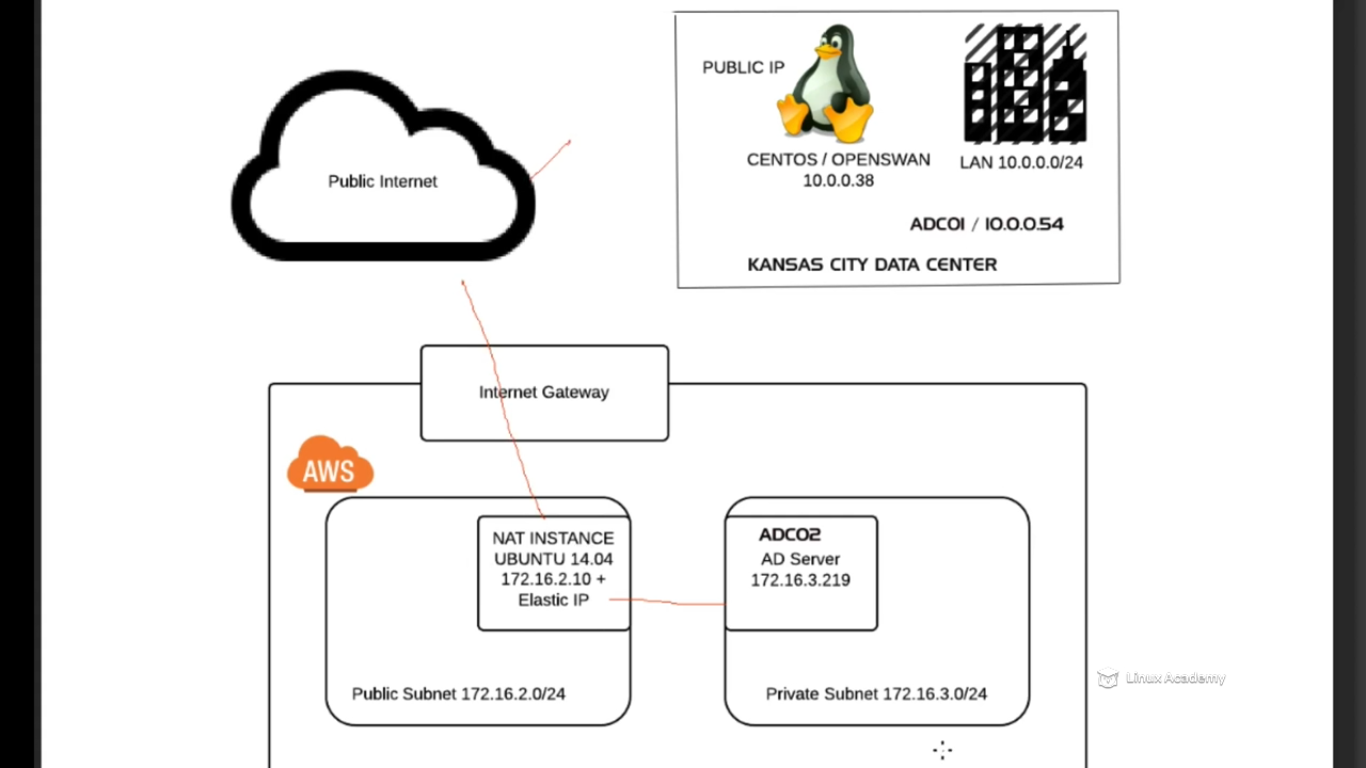 PUBLIC IP
CENTOS / OPENSWAN
10.0.0.38
LAN 10.0.0.0/24
ADC01 / 10.0.0.54
KANSAS CITY DATA CENTER
Public Internet
Internet Gateway
AWS
NAT INSTANCE
UBUNTU 14.04
172.16.2.10 +
Elastic IP
ADC02
AD Server
172.16.3.219
Public Subnet 172.16.2.0/24
Private Subnet 172.16.3.0/24
Linux Academy